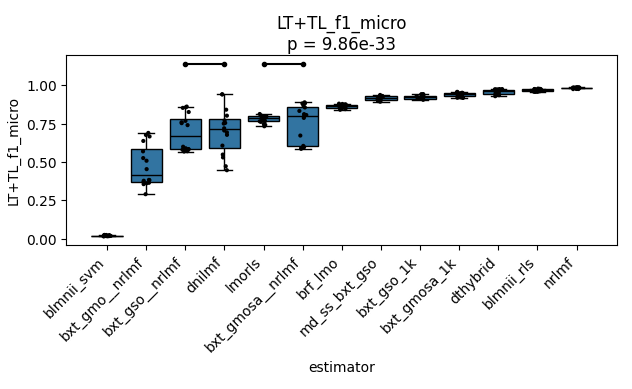 LT+TL_f1_micro
p = 9.86e-33
LT+TL_f1_micro
1.00
0.75
0.50
0.25
0.00
blmnii_svm
bxt_gmo__nrlmf
bxt_gso__nrlmf
dnilmf
lmorls
bxt_gmosa__nrlmf
brf_lmo
md_ss_bxt_gso
bxt_gso_1k
bxt_gmosa_1k
dthybrid
blmnii_rls
nrlmf
estimator